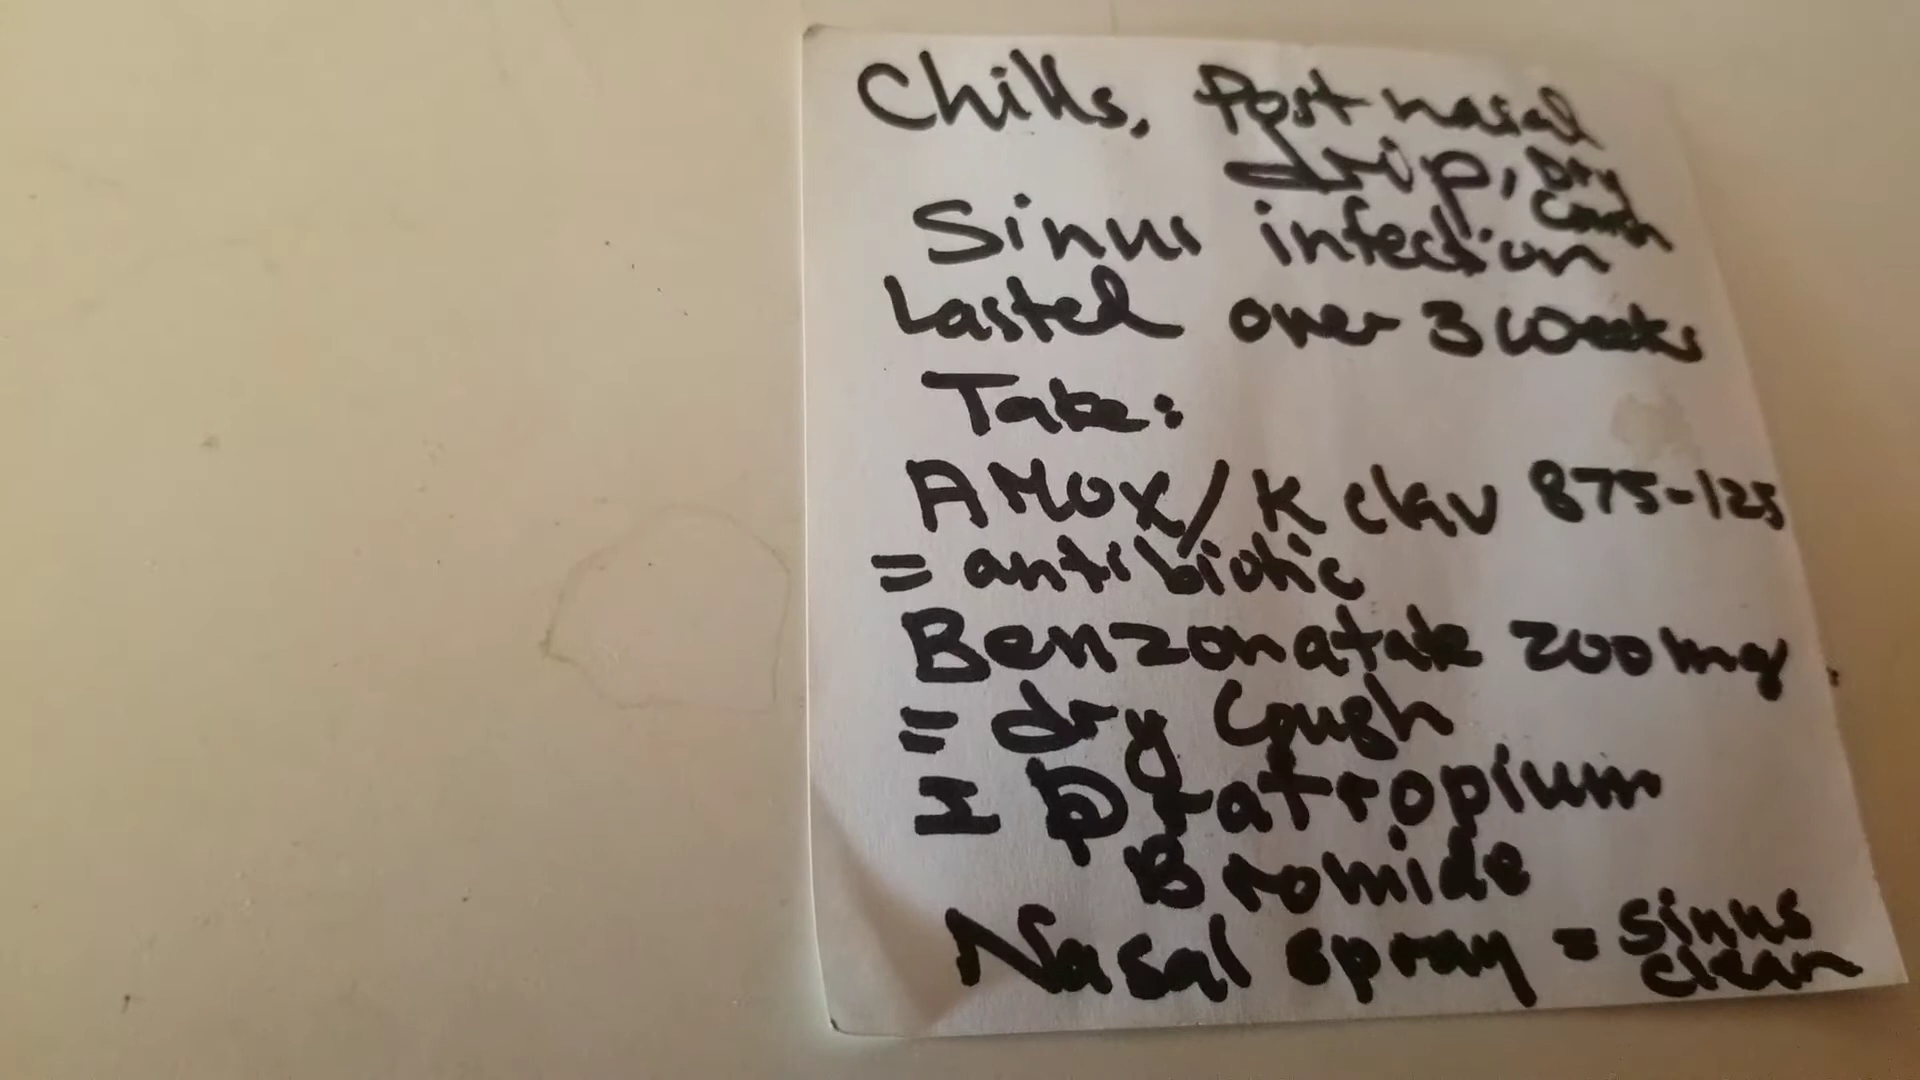 Chills, Post nasal
drip, Dry
Cough
Sinus infection
Lasted over 3 weeks
Take:
AMOX/K clav 875-125
= antibiotic
Benzonatate 200mg
= dry Cough
I pratropium
Bromide
Nasal spray = sinus
clean